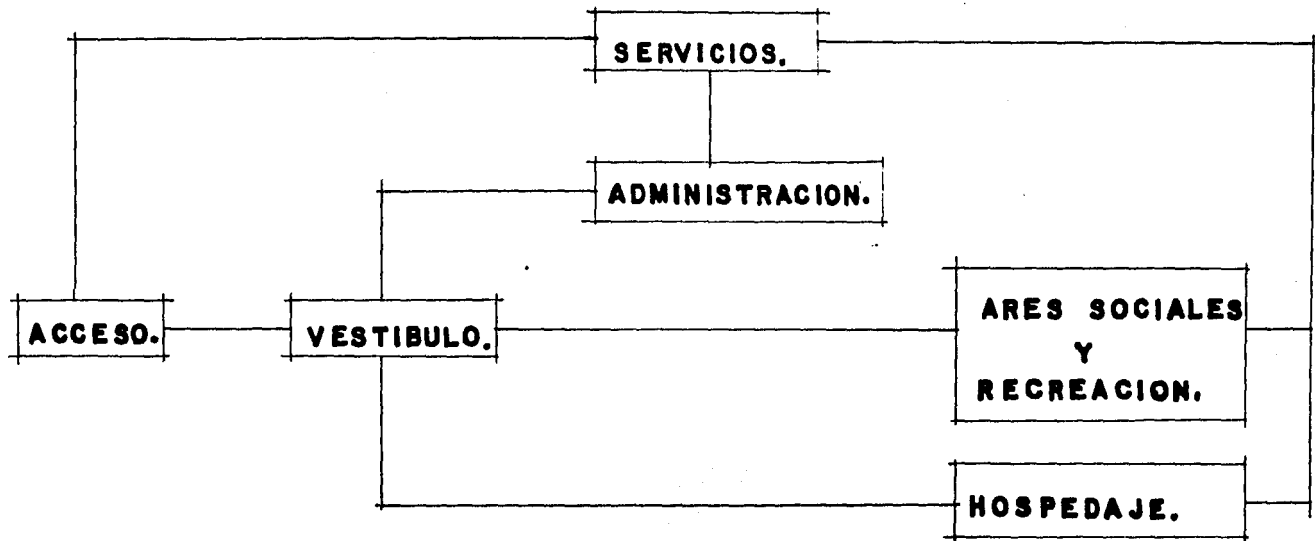 SERVICIOS.
ADMINISTRACION.
ACCESO.
VESTIBULO.
ARES SOCIALES
Y
RECREACION.
HOSPEDAJE.